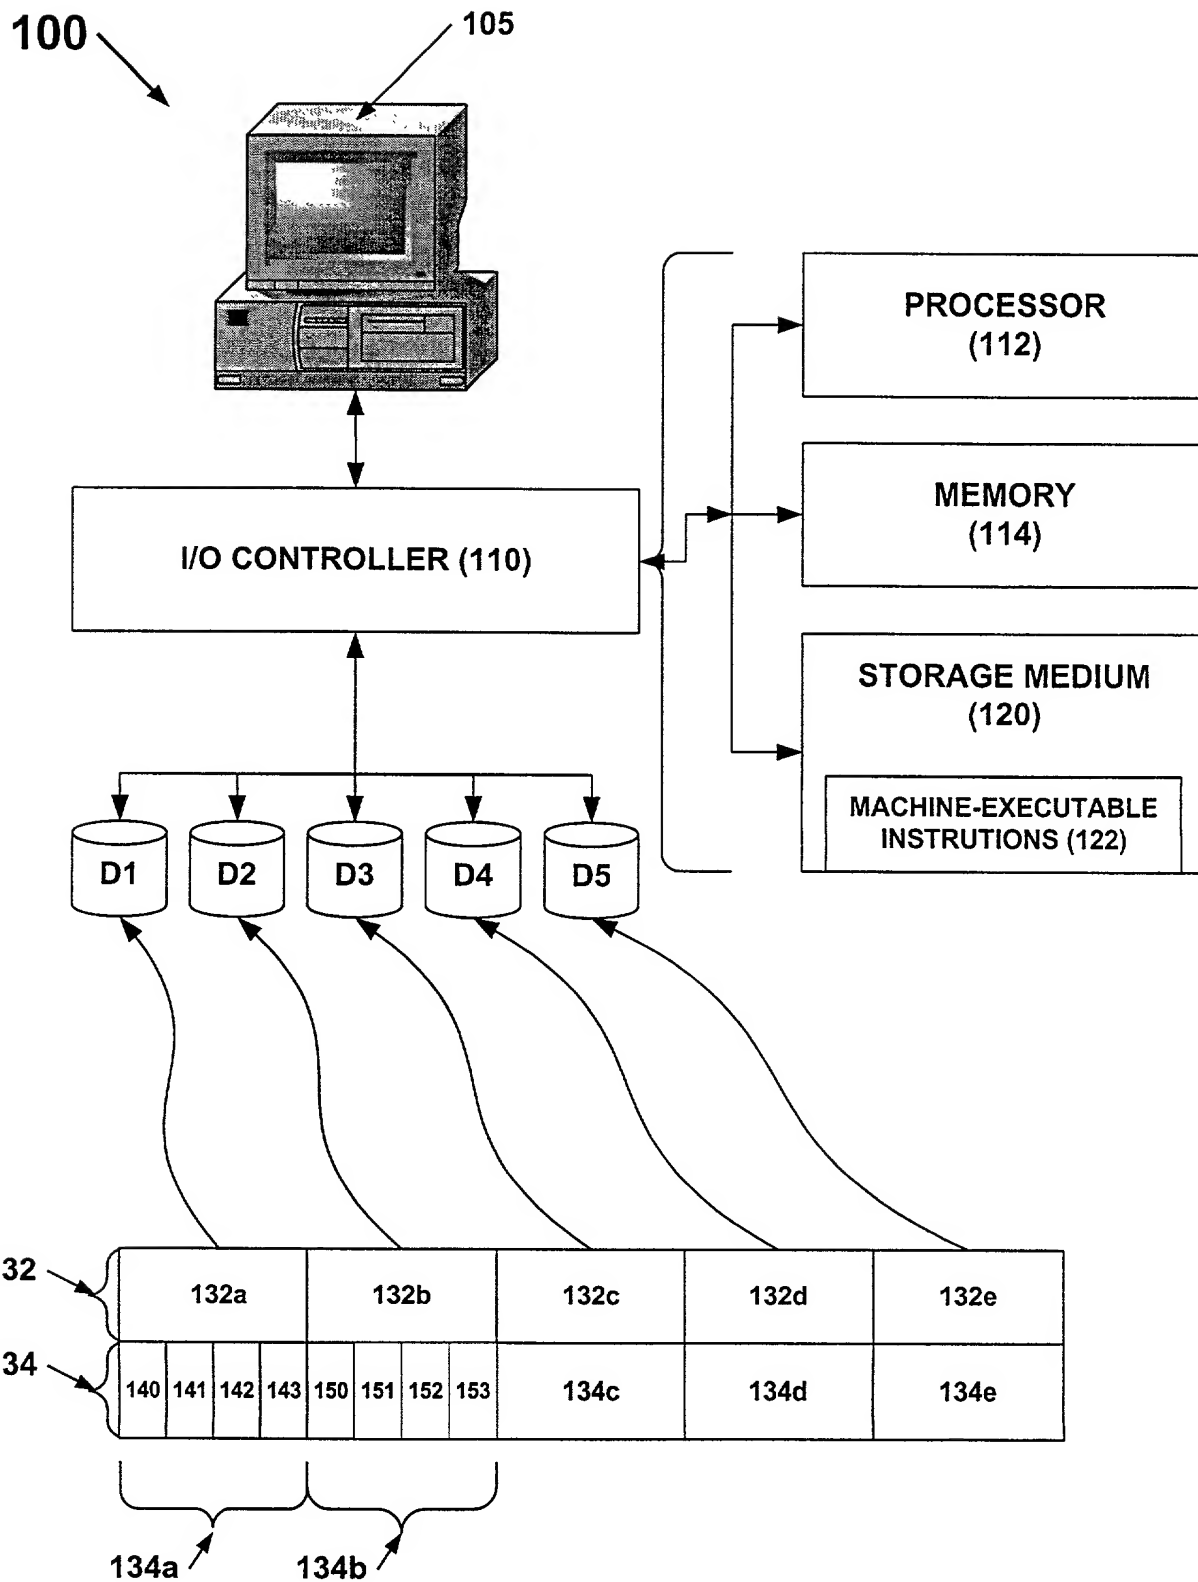 100
105
PROCESSOR
(112)
MEMORY
(114)
I/O CONTROLLER (110)
STORAGE MEDIUM
(120)
MACHINE-EXECUTABLE
INSTRUTIONS (122)
D1 D2 D3 D4 D5
32
132a 132b 132c 132d 132e
34
140 141 142 143 150 151 152 153 134c 134d 134e
134a 134b